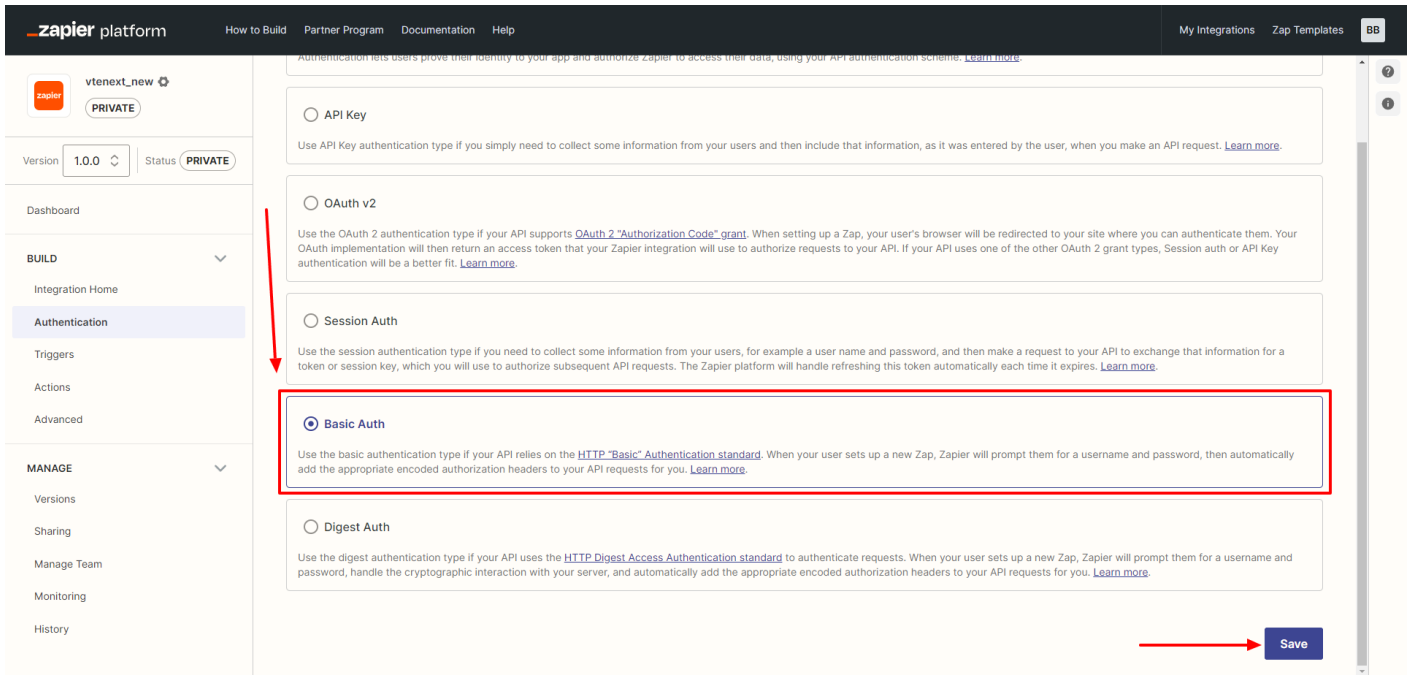 zapier platform
How to Build Partner Program Documentation Help
My Integrations Zap Templates BB
zapier
vtenext_new
PRIVATE
Version 1.0.0 Status PRIVATE
Dashboard
BUILD
Integration Home
Authentication
Triggers
Actions
Advanced
MANAGE
Versions
Sharing
Manage Team
Monitoring
History
Authentication lets users prove their identity to your app and authorize Zapier to access their data, using your API authentication scheme. Learn more.
API Key
Use API Key authentication type if you simply need to collect some information from your users and then include that information, as it was entered by the user, when you make an API request. Learn more.
OAuth v2
Use the OAuth 2 authentication type if your API supports OAuth 2 "Authorization Code" grant. When setting up a Zap, your user's browser will be redirected to your site where you can authenticate them. Your
OAuth implementation will then return an access token that your Zapier integration will use to authorize requests to your API. If your API uses one of the other OAuth 2 grant types, Session auth or API Key
authentication will be a better fit. Learn more.
Session Auth
Use the session authentication type if you need to collect some information from your users, for example a user name and password, and then make a request to your API to exchange that information for a
token or session key, which you will use to authorize subsequent API requests. The Zapier platform will handle refreshing this token automatically each time it expires. Learn more.
Basic Auth
Use the basic authentication type if your API relies on the HTTP "Basic" Authentication standard. When your user sets up a new Zap, Zapier will prompt them for a username and password, then automatically
add the appropriate encoded authorization headers to your API requests for you. Learn more.
Digest Auth
Use the digest authentication type if your API uses the HTTP Digest Access Authentication standard to authenticate requests. When your user sets up a new Zap, Zapier will prompt them for a username and
password, handle the cryptographic interaction with your server, and automatically add the appropriate encoded authorization headers to your API requests for you. Learn more.
Save